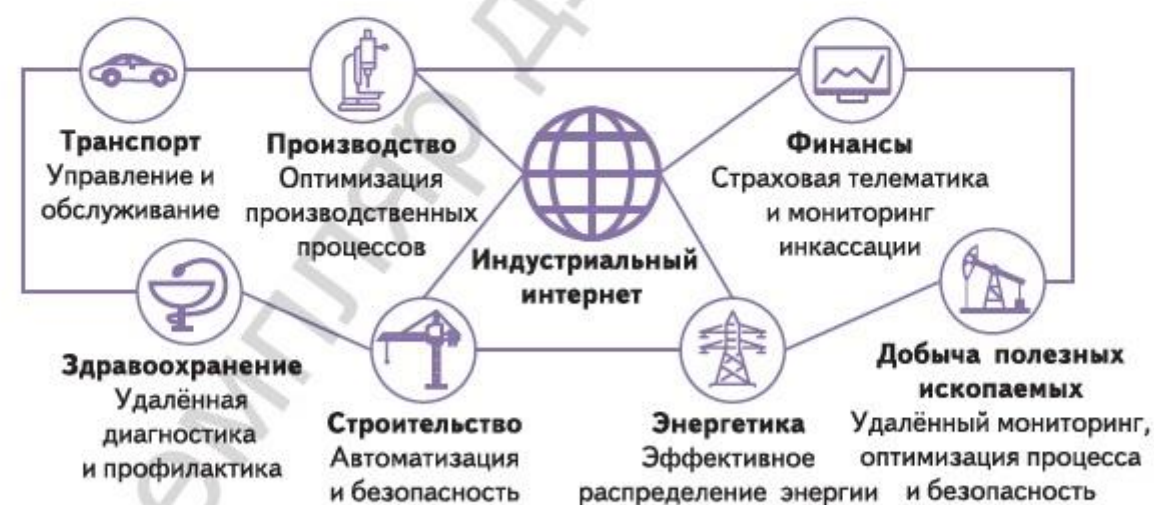 Транспорт
Управление и
обслуживание
Производство
Оптимизация
производственных
процессов
Индустриальный
интернет
Финансы
Страховая телематика
и мониторинг
инкассации
Здравоохранение
Удалённая
диагностика
и профилактика
Строительство
Автоматизация
и безопасность
Энергетика
Эффективное
распределение энергии
Добыча полезных
ископаемых
Удалённый мониторинг,
оптимизация процесса
и безопасность